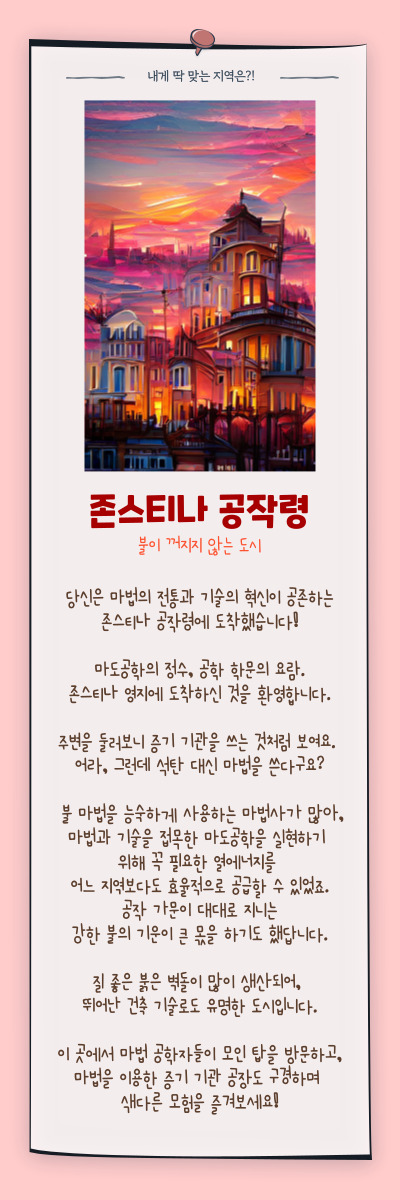 내게 딱 맞는 지역은?!
존스티나 공작령
불이 꺼지지 않는 도시
당신은 마법의 전통과 기술의 혁신이 공존하는
존스티나 공작령에 도착했습니다!
마도공학의 정수, 공학 학문의 요람.
존스티나 영지에 도착하신 것을 환영합니다.
주변을 둘러보니 증기 기관을 쓰는 것처럼 보여요.
어라, 그런데 석탄 대신 마법을 쓴다구요?
불 마법을 능숙하게 사용하는 마법사가 많아,
마법과 기술을 접목한 마도공학을 실현하기
위해 꼭 필요한 열에너지를
어느 지역보다도 효율적으로 공급할 수 있었죠.
공작 가문이 대대로 지니는
강한 불의 기운이 큰 몫을 하기도 했답니다.
질 좋은 붉은 벽돌이 많이 생산되어,
뛰어난 건축 기술로도 유명한 도시입니다.
이 곳에서 마법 공학자들이 모인 탑을 방문하고,
마법을 이용한 증기 기관 공장도 구경하며
색다른 모험을 즐겨보세요!